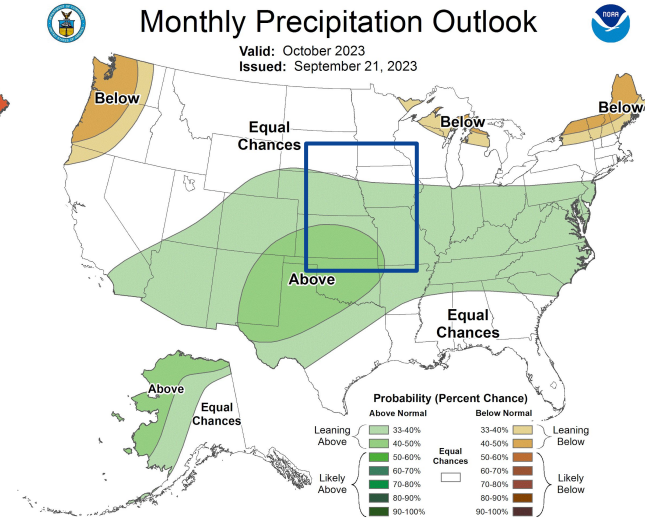 NOAA
Monthly Precipitation Outlook
Valid: October 2023
Issued: September 21, 2023
Below
Equal
Chances
Below
Below
Above
Equal
Chances
Above
Equal
Chances
Probability (Percent Chance)
Above Normal
Below Normal
Leaning
Above
33-40%
40-50%
Likely
Above
50-60%
60-70%
70-80%
80-90%
90-100%
Equal
Chances
33-40%
40-50%
Leaning
Below
50-60%
60-70%
70-80%
80-90%
90-100%
Likely
Below